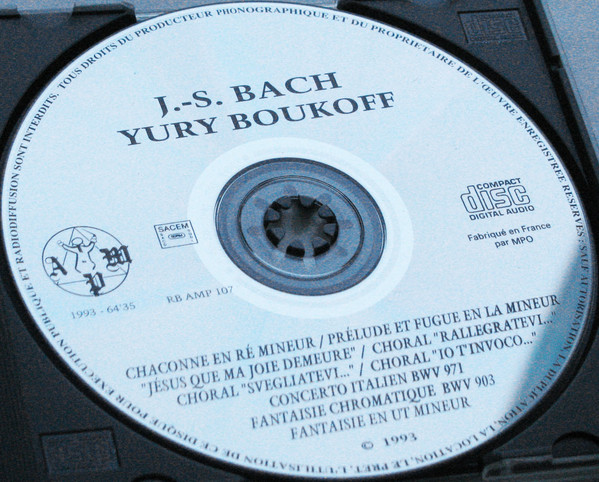 TOUS DROITS DU PRODUCTEUR PHONOGRAPHIQUE ET DU PROPRIETAIRE DE L'ŒUVRE ENREGISTREE RESERVES: SAUF AUTORISATION, LA DUPLICATION, LA LOCATION, LE PRET, L'UTILISATION DE CE DISQUE POUR EXECUTION PUBLIQUE ET RADIODIFFUSION SONT INTERDITS.
J.-S. BACH
YURY BOUKOFF
SACEM
COMPACT
disc
DIGITAL AUDIO
Fabriqué en France
par MPO
A M
P
1993 - 64'35
RB AMP 107
CHACONNE EN RÉ MINEUR / PRÉLUDE ET FUGUE EN LA MINEUR
"JÉSUS QUE MA JOIE DEMEURE" / CHORAL "RALLEGRATEVI..."
CHORAL "SVEGLIATEVI..." / CHORAL "IO T'INVOCO..."
CONCERTO ITALIEN BWV 971
FANTAISIE CHROMATIQUE BWV 903
FANTAISIE EN UT MINEUR
© 1993